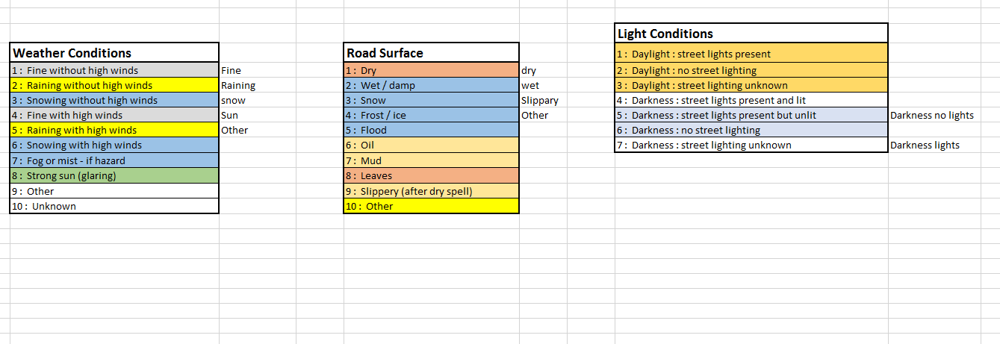 Light Conditions
Weather Conditions
Road Surface
1 : Daylight : street lights present
1 : Fine without high winds Fine
1 : Dry dry
2 : Daylight : no street lighting
2 : Raining without high winds Raining
2 : Wet / damp wet
3 : Daylight : street lighting unknown
3 : Snowing without high winds snow
3 : Snow Slippary
4 : Darkness : street lights present and lit
4 : Fine with high winds Sun
4 : Frost / ice Other
5 : Darkness : street lights present but unlit Darkness no lights
5 : Raining with high winds Other
5 : Flood
6 : Darkness : no street lighting
6 : Snowing with high winds
6 : Oil
7 : Darkness : street lighting unknown Darkness lights
7 : Fog or mist - if hazard
7 : Mud
8 : Strong sun (glaring)
8 : Leaves
9 : Other
9 : Slippery (after dry spell)
10 : Unknown
10 : Other